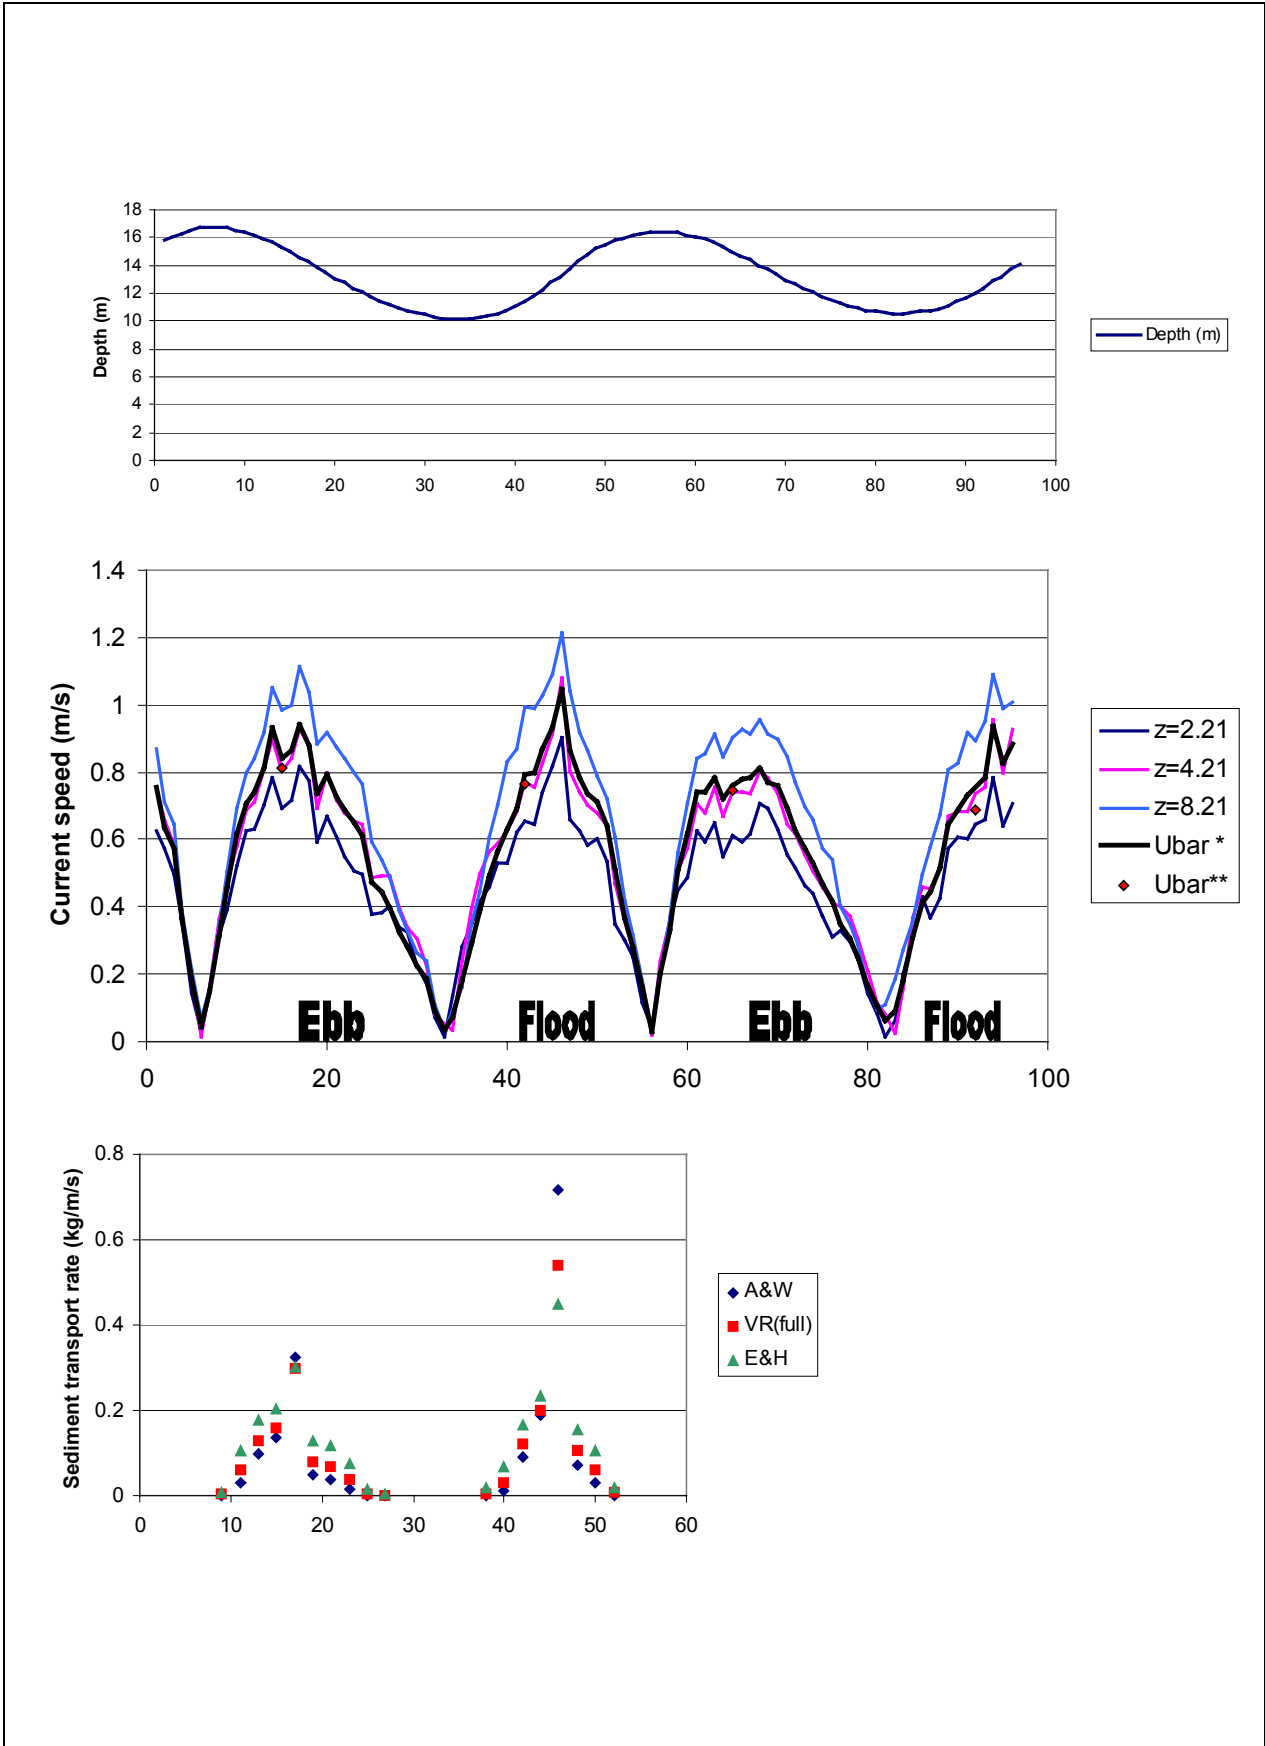 18
16
14
12
10
8
6
4
2
0
Depth (m)
0 10 20 30 40 50 60 70 80 90 100
Depth (m)
1.4
1.2
1
0.8
0.6
0.4
0.2
0
Current speed (m/s)
Ebb Flood Ebb Flood
0 20 40 60 80 100
z=2.21
z=4.21
z=8.21
Ubar *
Ubar**
0.8
0.6
0.4
0.2
0
Sediment transport rate (kg/m/s)
0 10 20 30 40 50 60
A&W
VR(full)
E&H